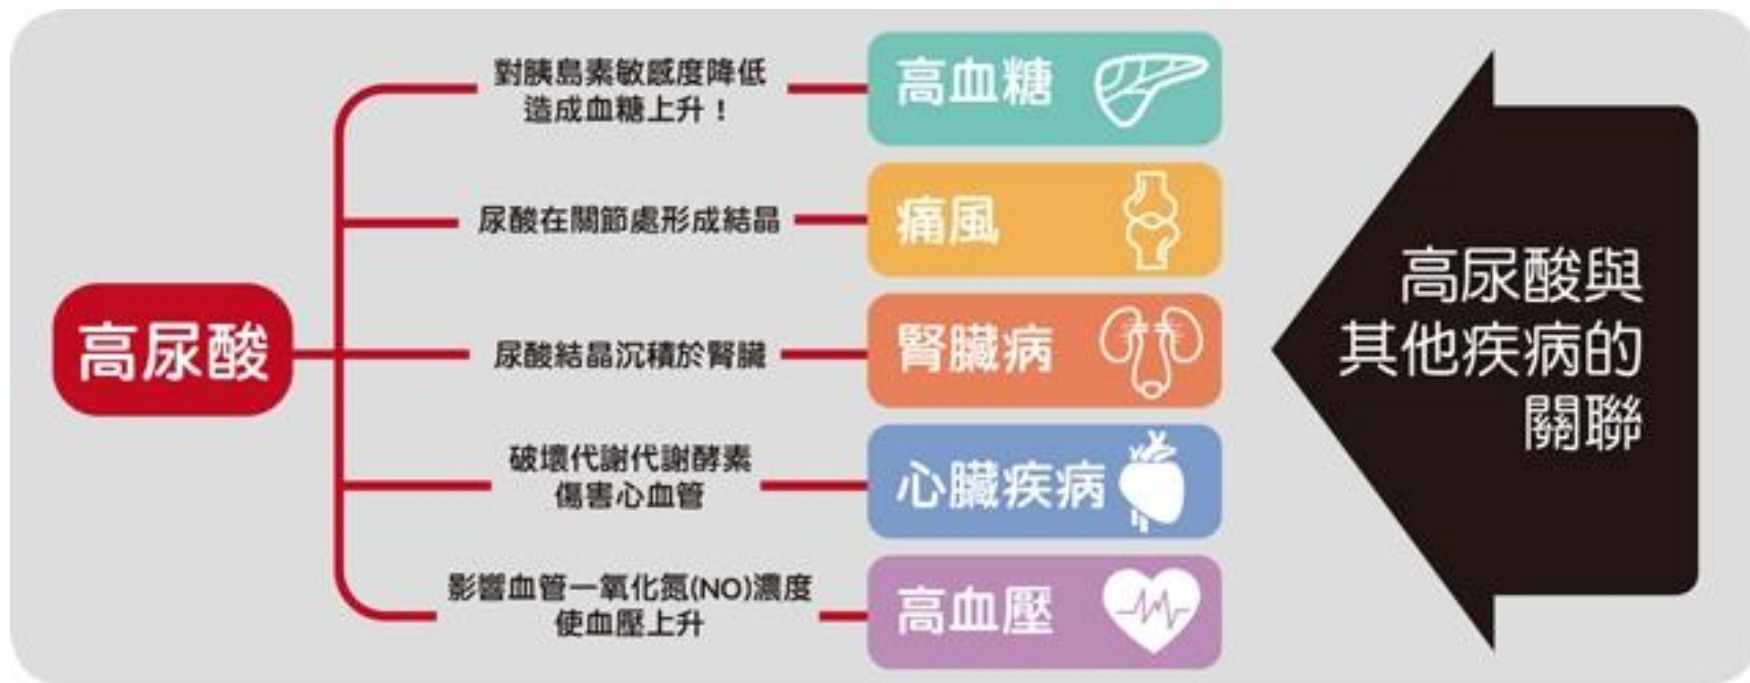 高尿酸
對胰島素敏感度降低
造成血糖上升！
高血糖
尿酸在關節處形成結晶
痛風
尿酸結晶沉積於腎臟
腎臟病
破壞代謝代謝酵素
傷害心血管
心臟疾病
影響血管一氧化氮(NO)濃度
使血壓上升
高血壓
高尿酸與
其他疾病的
關聯